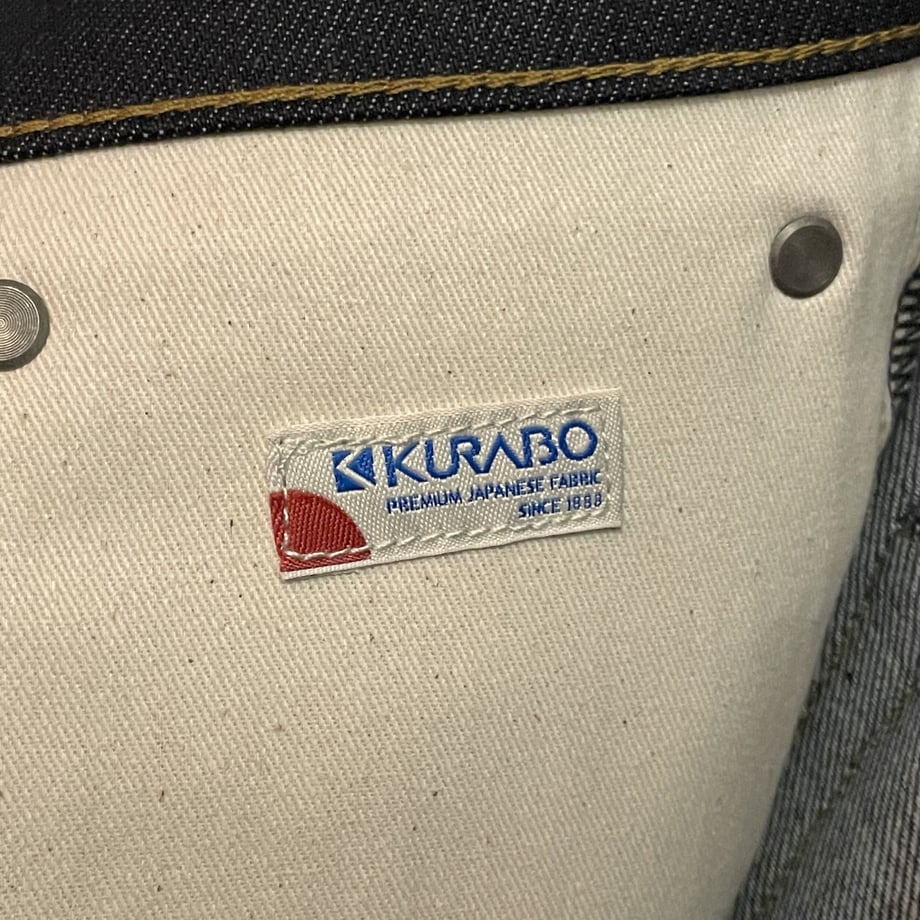 KURABO
PREMIUM JAPANESE FABRIC
SINCE 1888